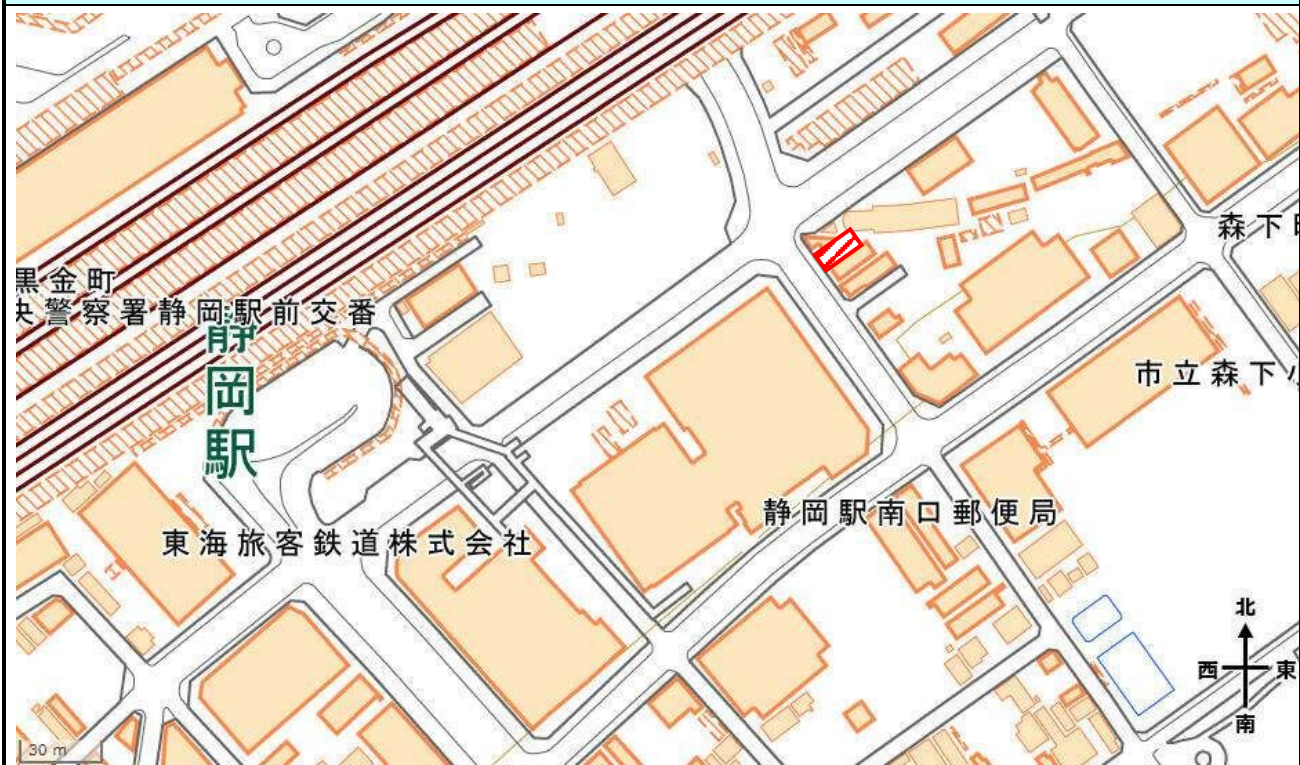 森下町
黒金町
央警察署静岡駅前交番
静岡駅
市立森下小
静岡駅南口郵便局
東海旅客鉄道株式会社
北
西 東
南
30 m